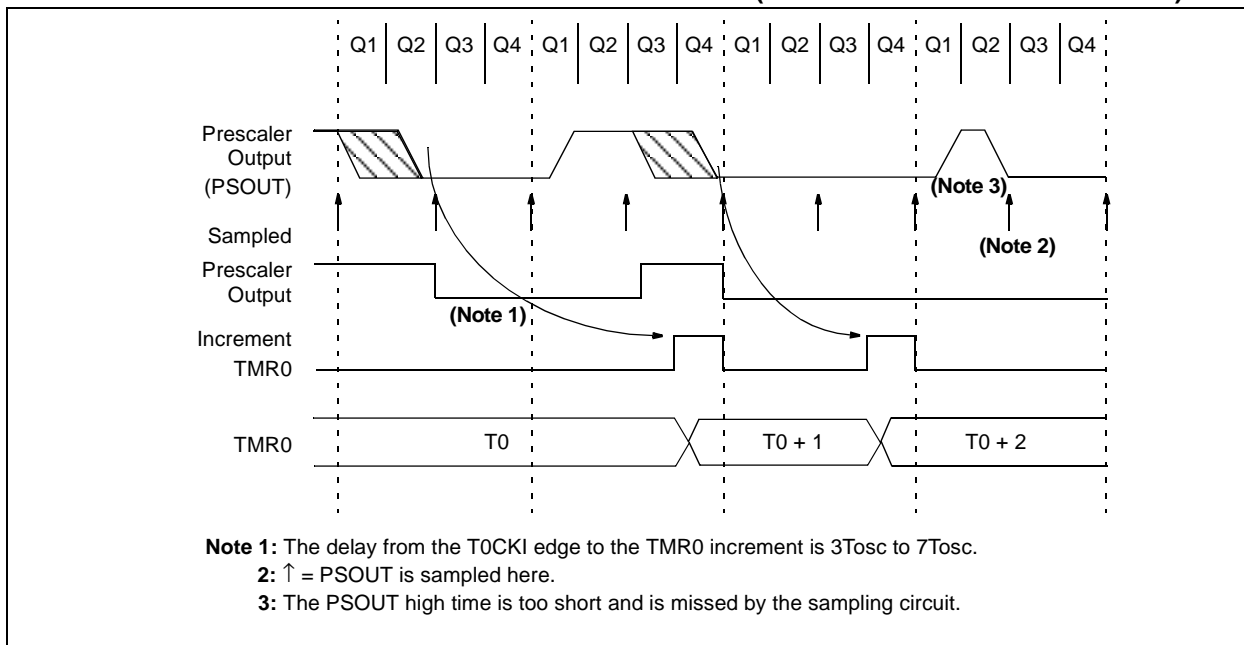 Q1 Q2 Q3 Q4 Q1 Q2 Q3 Q4 Q1 Q2 Q3 Q4 Q1 Q2 Q3 Q4
Prescaler
Output
(PSOUT)
(Note 3)
Sampled
(Note 2)
Prescaler
Output
(Note 1)
Increment
TMR0
TMR0
T0
T0 + 1
T0 + 2
Note 1: The delay from the T0CKI edge to the TMR0 increment is 3Tosc to 7Tosc.
2: ↑ = PSOUT is sampled here.
3: The PSOUT high time is too short and is missed by the sampling circuit.